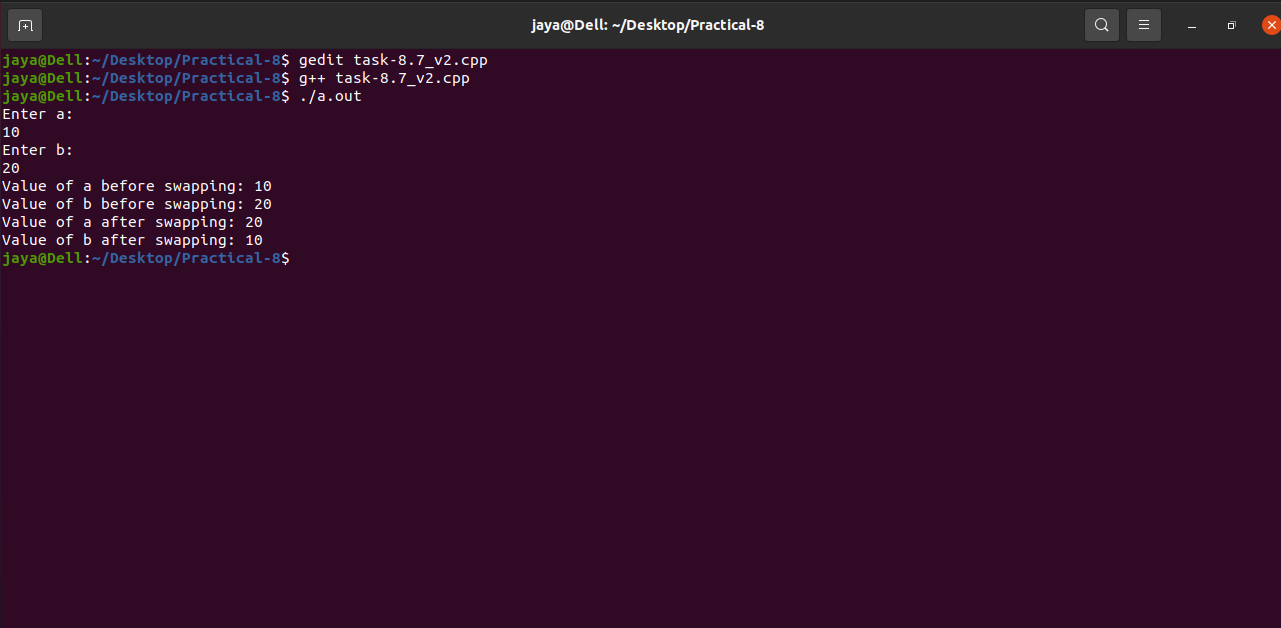 jaya@Dell: ~/Desktop/Practical-8
jaya@Dell:~/Desktop/Practical-8$ gedit task-8.7_v2.cpp
jaya@Dell:~/Desktop/Practical-8$ g++ task-8.7_v2.cpp
jaya@Dell:~/Desktop/Practical-8$ ./a.out
Enter a:
10
Enter b:
20
Value of a before swapping: 10
Value of b before swapping: 20
Value of a after swapping: 20
Value of b after swapping: 10
jaya@Dell:~/Desktop/Practical-8$